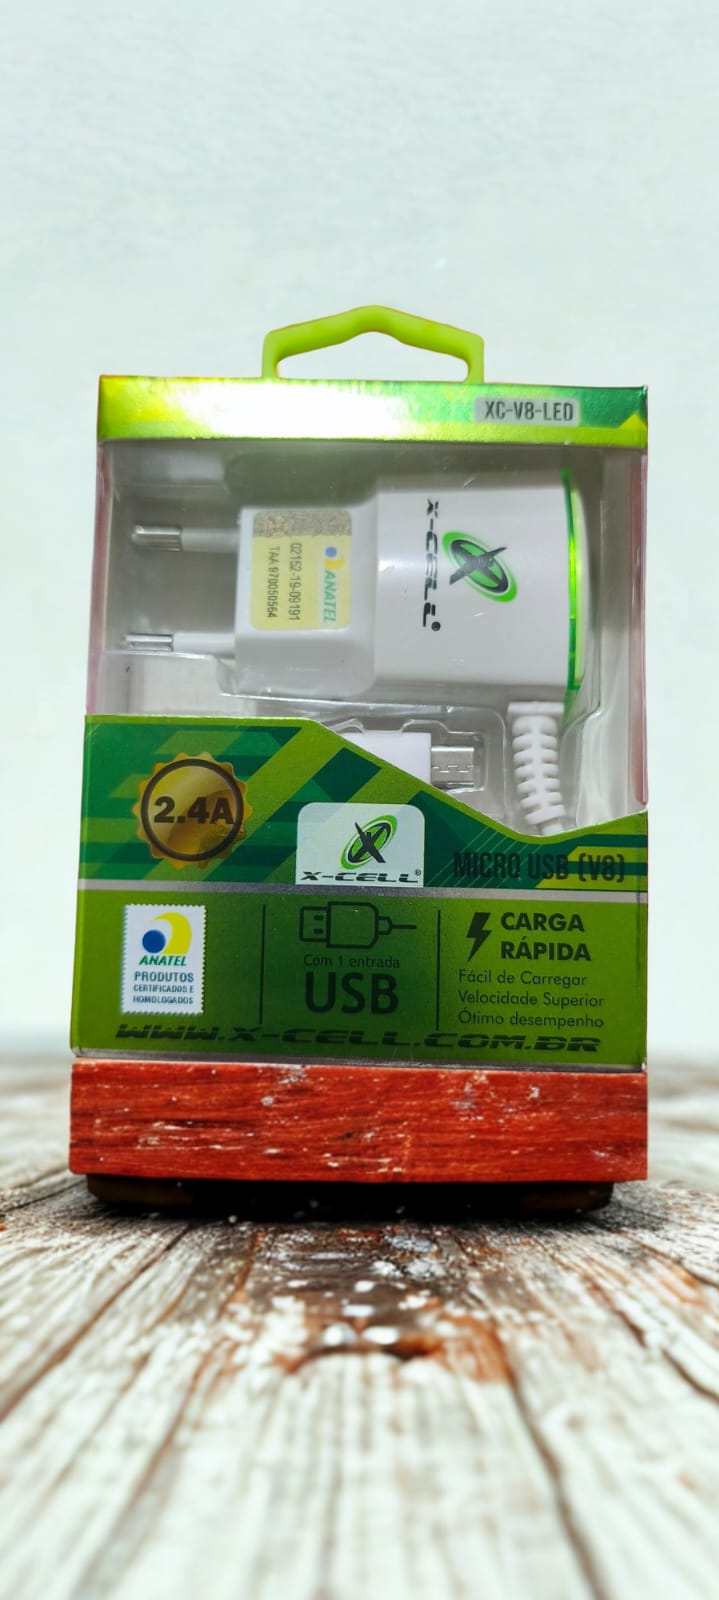 XC-V8-LED
X-CELL®
ANATEL
02152-19-09191
TAA 970050564
2.4A
X-CELL®
MICRO USB (V8)
ANATEL
PRODUTOS
CERTIFICADOS E
HOMOLOGADOS
Com 1 entrada
USB
CARGA
RÁPIDA
Fácil de Carregar
Velocidade Superior
Ótimo desempenho
WWW.X-CELL.COM.BR